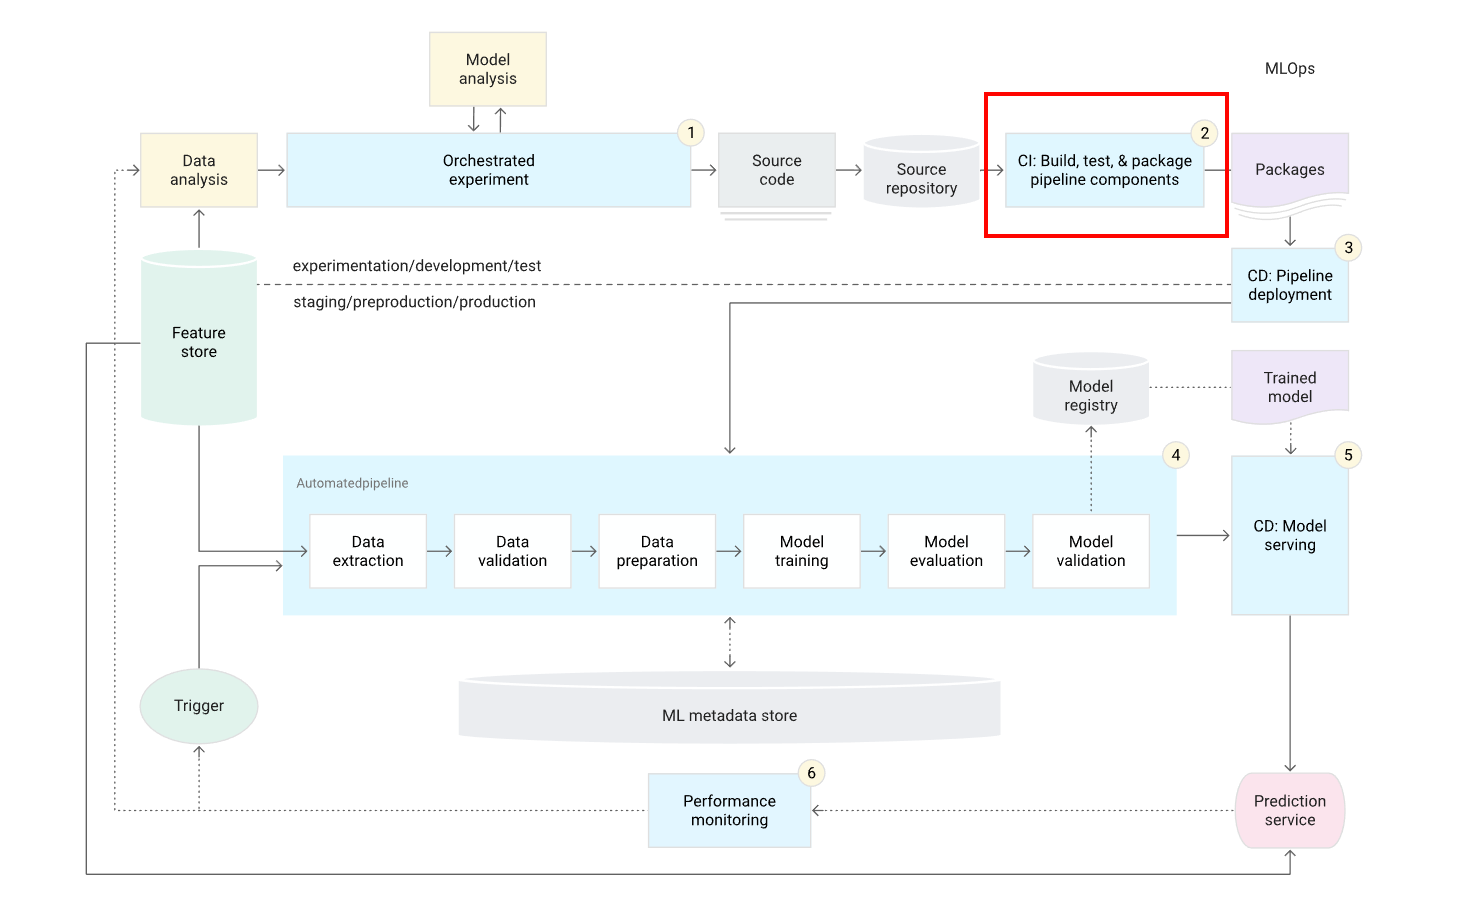 Model
analysis
MLOps
1
2
Data
analysis
Orchestrated
experiment
Source
code
Source
repository
CI: Build, test, & package
pipeline components
Packages
3
experimentation/development/test
staging/preproduction/production
CD: Pipeline
deployment
Feature
store
Model
registry
Trained
model
4
5
Automatedpipeline
Data
extraction
Data
validation
Data
preparation
Model
training
Model
evaluation
Model
validation
CD: Model
serving
Trigger
ML metadata store
6
Performance
monitoring
Prediction
service